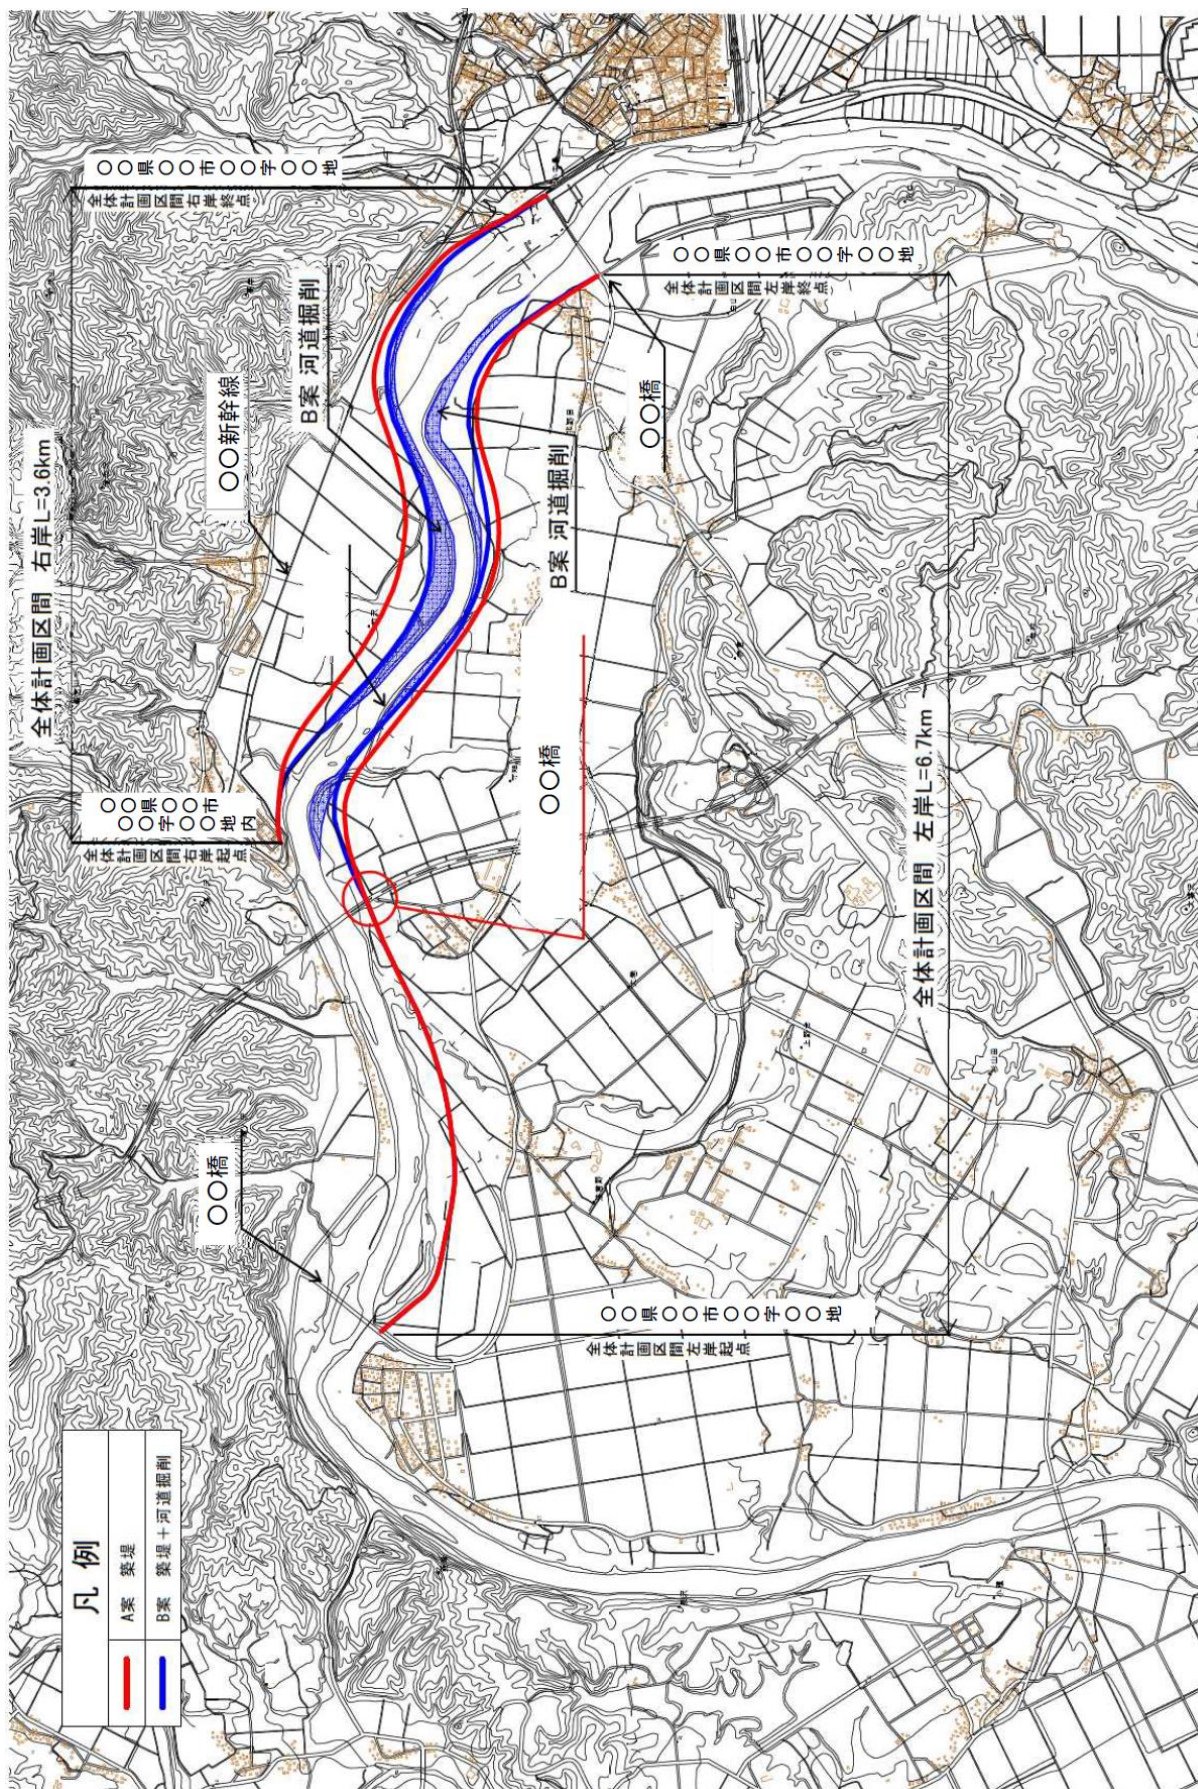 全体計画区間 右岸L=3.6km
〇〇県〇〇市
〇〇字〇〇地内
全体計画区間右岸起点
〇〇県〇〇市〇〇字〇〇地
全体計画区間右岸終点
〇〇新幹線
B案 河道掘削
B案 河道掘削
〇〇橋
〇〇橋
〇〇橋
〇〇県〇〇市〇〇字〇〇地
全体計画区間左岸終点
〇〇県〇〇市〇〇字〇〇地
全体計画区間左岸起点
全体計画区間 左岸L=6.7km
凡 例
A案 築堤
B案 築堤+河道掘削